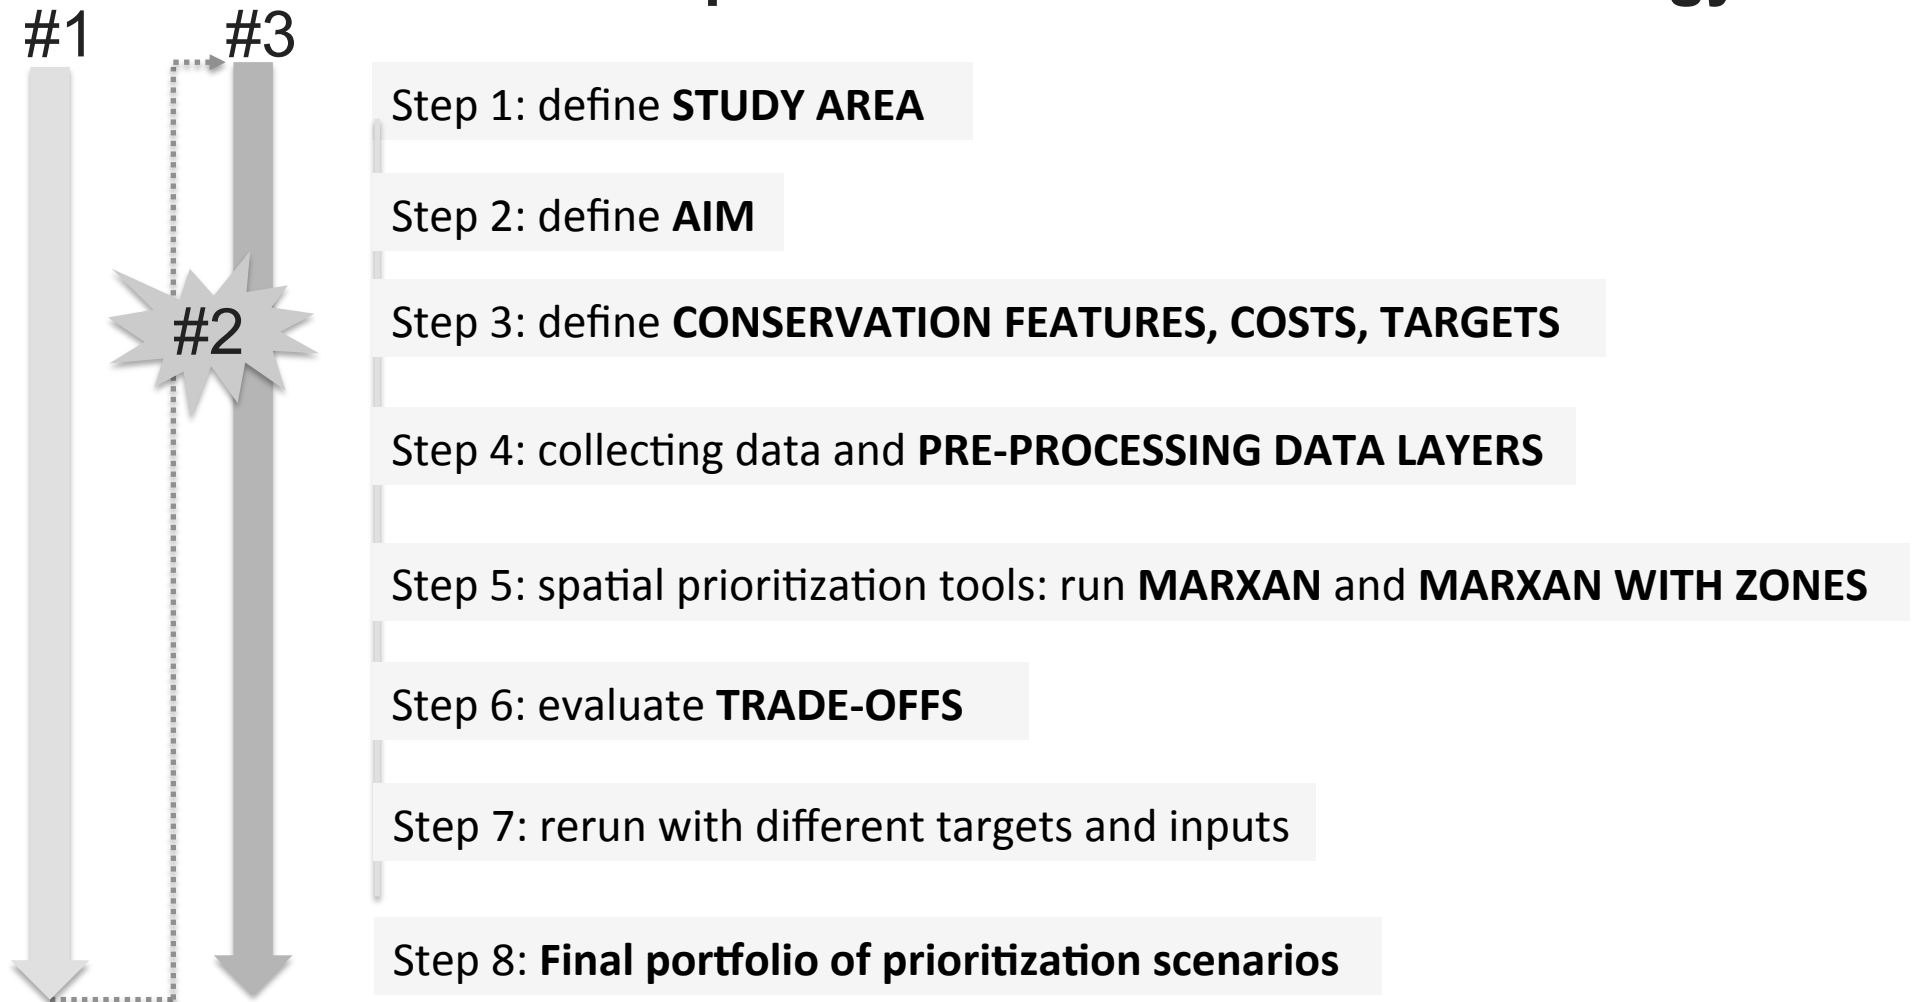 #1
#3
Step 1: define STUDY AREA
Step 2: define AIM
#2
Step 3: define CONSERVATION FEATURES, COSTS, TARGETS
Step 4: collecting data and PRE-PROCESSING DATA LAYERS
Step 5: spatial prioritization tools: run MARXAN and MARXAN WITH ZONES
Step 6: evaluate TRADE-OFFS
Step 7: rerun with different targets and inputs
Step 8: Final portfolio of prioritization scenarios